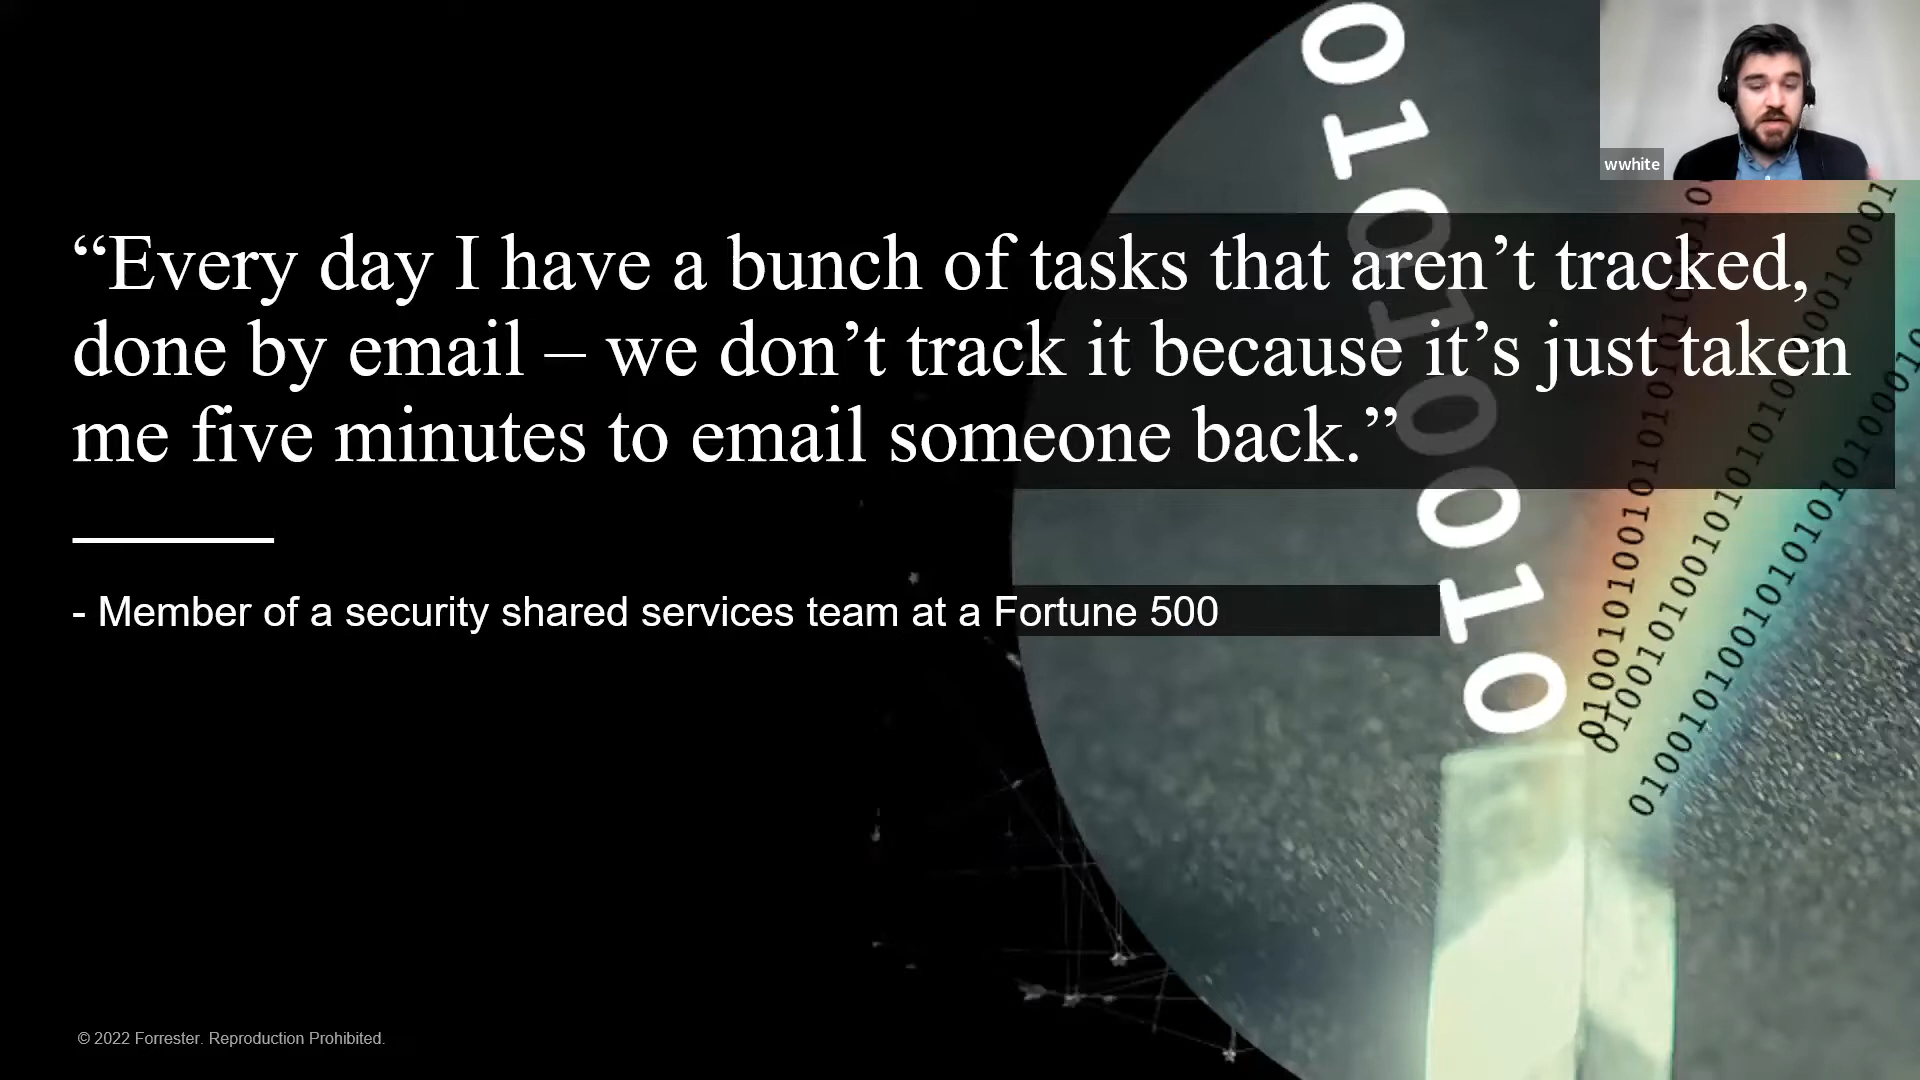 wwhite
“Every day I have a bunch of tasks that aren’t tracked,
done by email – we don’t track it because it’s just taken
me five minutes to email someone back.”
- Member of a security shared services team at a Fortune 500
© 2022 Forrester. Reproduction Prohibited.